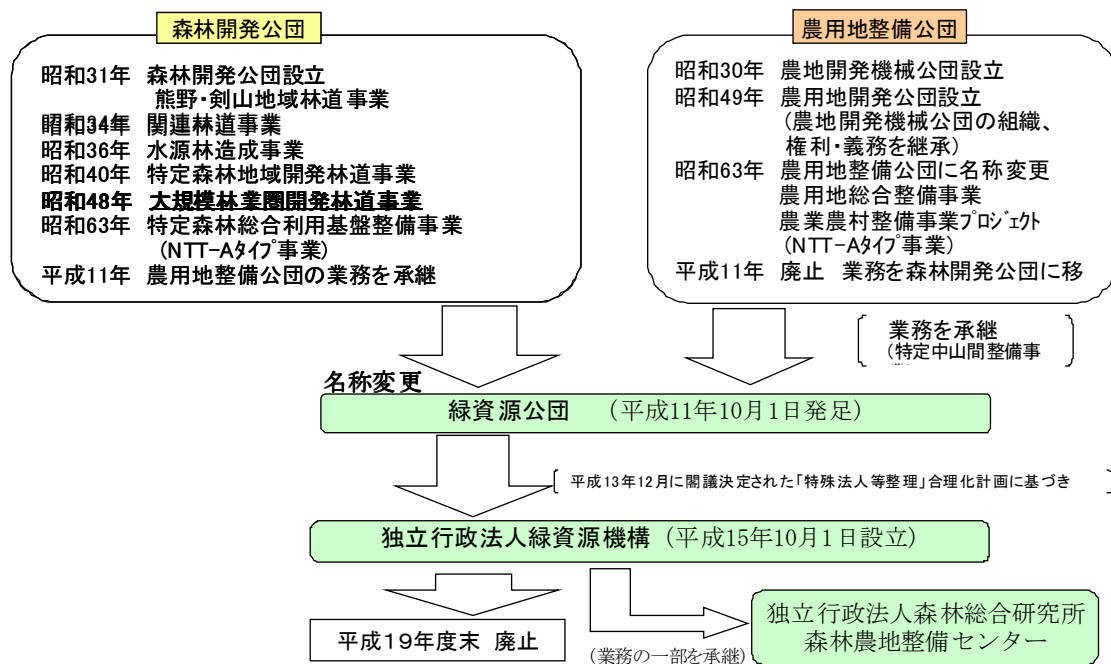 森林開発公団
昭和31年 森林開発公団設立
熊野・剣山地域林道事業
昭和34年 関連林道事業
昭和36年 水源林造成事業
昭和40年 特定森林地域開発林道事業
昭和48年 大規模林業圏開発林道事業
昭和63年 特定森林総合利用基盤整備事業
(NTT-Aﾀｲﾌﾟ事業)
平成11年 農用地整備公団の業務を承継
農用地整備公団
昭和30年 農地開発機械公団設立
昭和49年 農用地開発公団設立
(農地開発機械公団の組織、
権利・義務を継承)
昭和63年 農用地整備公団に名称変更
農用地総合整備事業
農業農村整備事業プロジェクト
(NTT-Aﾀｲﾌﾟ事業)
平成11年 廃止 業務を森林開発公団に移
業務を承継
(特定中山間整備事
名称変更
緑資源公団 (平成11年10月1日発足)
平成13年12月に閣議決定された「特殊法人等整理」合理化計画に基づき
独立行政法人緑資源機構 (平成15年10月1日設立)
平成19年度末 廃止
(業務の一部を承継)
独立行政法人森林総合研究所
森林農地整備センター